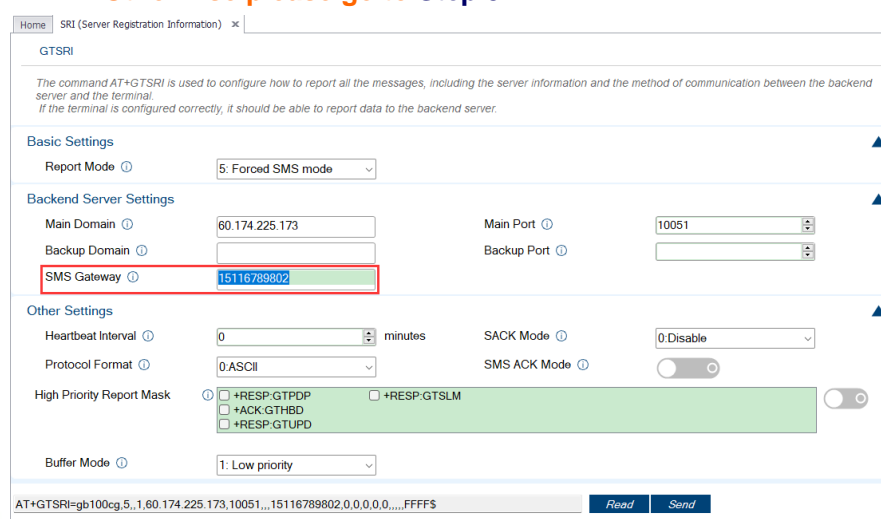 Home SRI (Server Registration Information) ×
GTSRI
The command AT+GTSRI is used to configure how to report all the messages, including the server information and the method of communication between the backend
server and the terminal.
If the terminal is configured correctly, it should be able to report data to the backend server.
Basic Settings
Report Mode 5: Forced SMS mode
Backend Server Settings
Main Domain 60.174.225.173 Main Port 10051
Backup Domain Backup Port
SMS Gateway 15116789802
Other Settings
Heartbeat Interval 0 minutes SACK Mode 0:Disable
Protocol Format 0:ASCII SMS ACK Mode
High Priority Report Mask +RESP:GTPDP +RESP:GTSLM
+ACK:GTHBD
+RESP:GTUPD
Buffer Mode 1: Low priority
AT+GTSRI=gb100cg,5,,1,60.174.225.173,10051,,,15116789802,0,0,0,0,0,,,,,FFFF$ Read Send